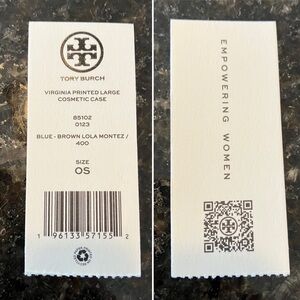 TORY BURCH
VIRGINIA PRINTED LARGE
COSMETIC CASE
85102
0123
BLUE - BROWN LOLA MONTEZ /
400
SIZE
OS
1 96133 57155 2
EMPOWERING WOMEN